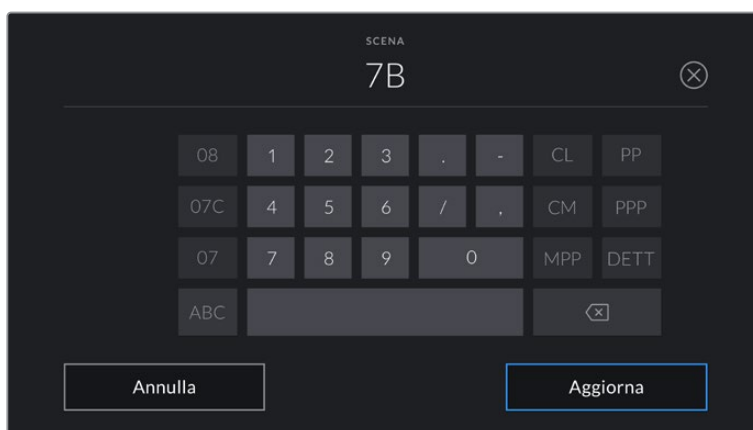 SCENA
7B
08 1 2 3 . - CL PP
07C 4 5 6 / , CM PPP
07 7 8 9 0 MPP DETT
ABC
Annulla Aggiorna